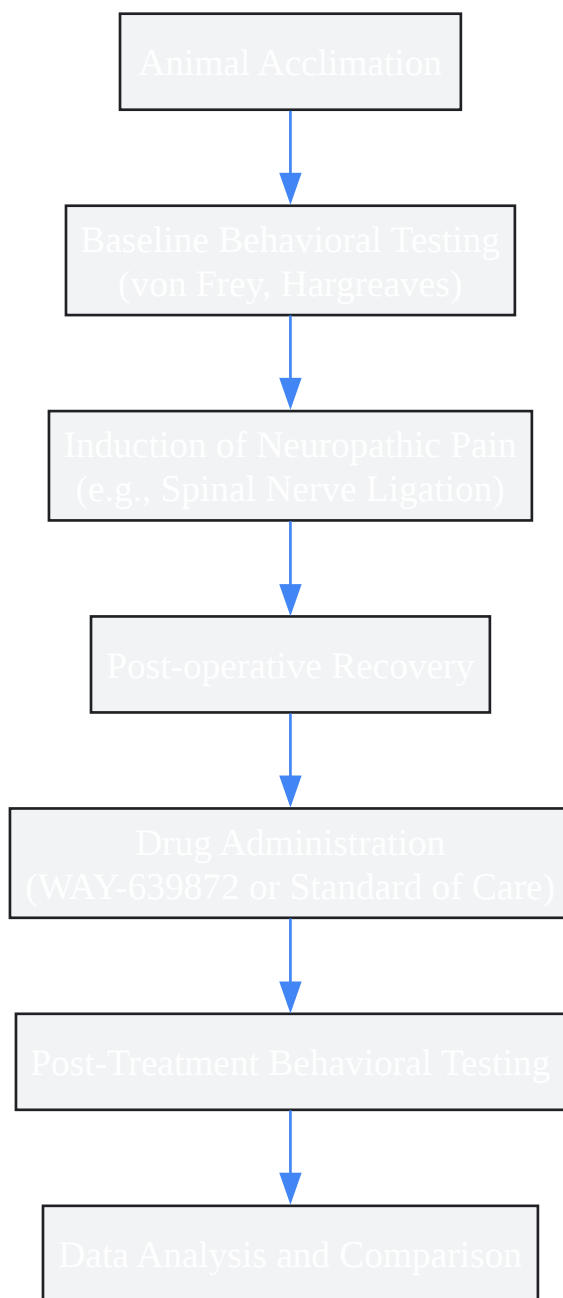 Animal Acclimation
Baseline Behavioral Testing
(von Frey, Hargreaves)
Induction of Neuropathic Pain
(e.g., Spinal Nerve Ligation)
Post-operative Recovery
Drug Administration
(WAY-639872 or Standard of Care)
Post-Treatment Behavioral Testing
Data Analysis and Comparison